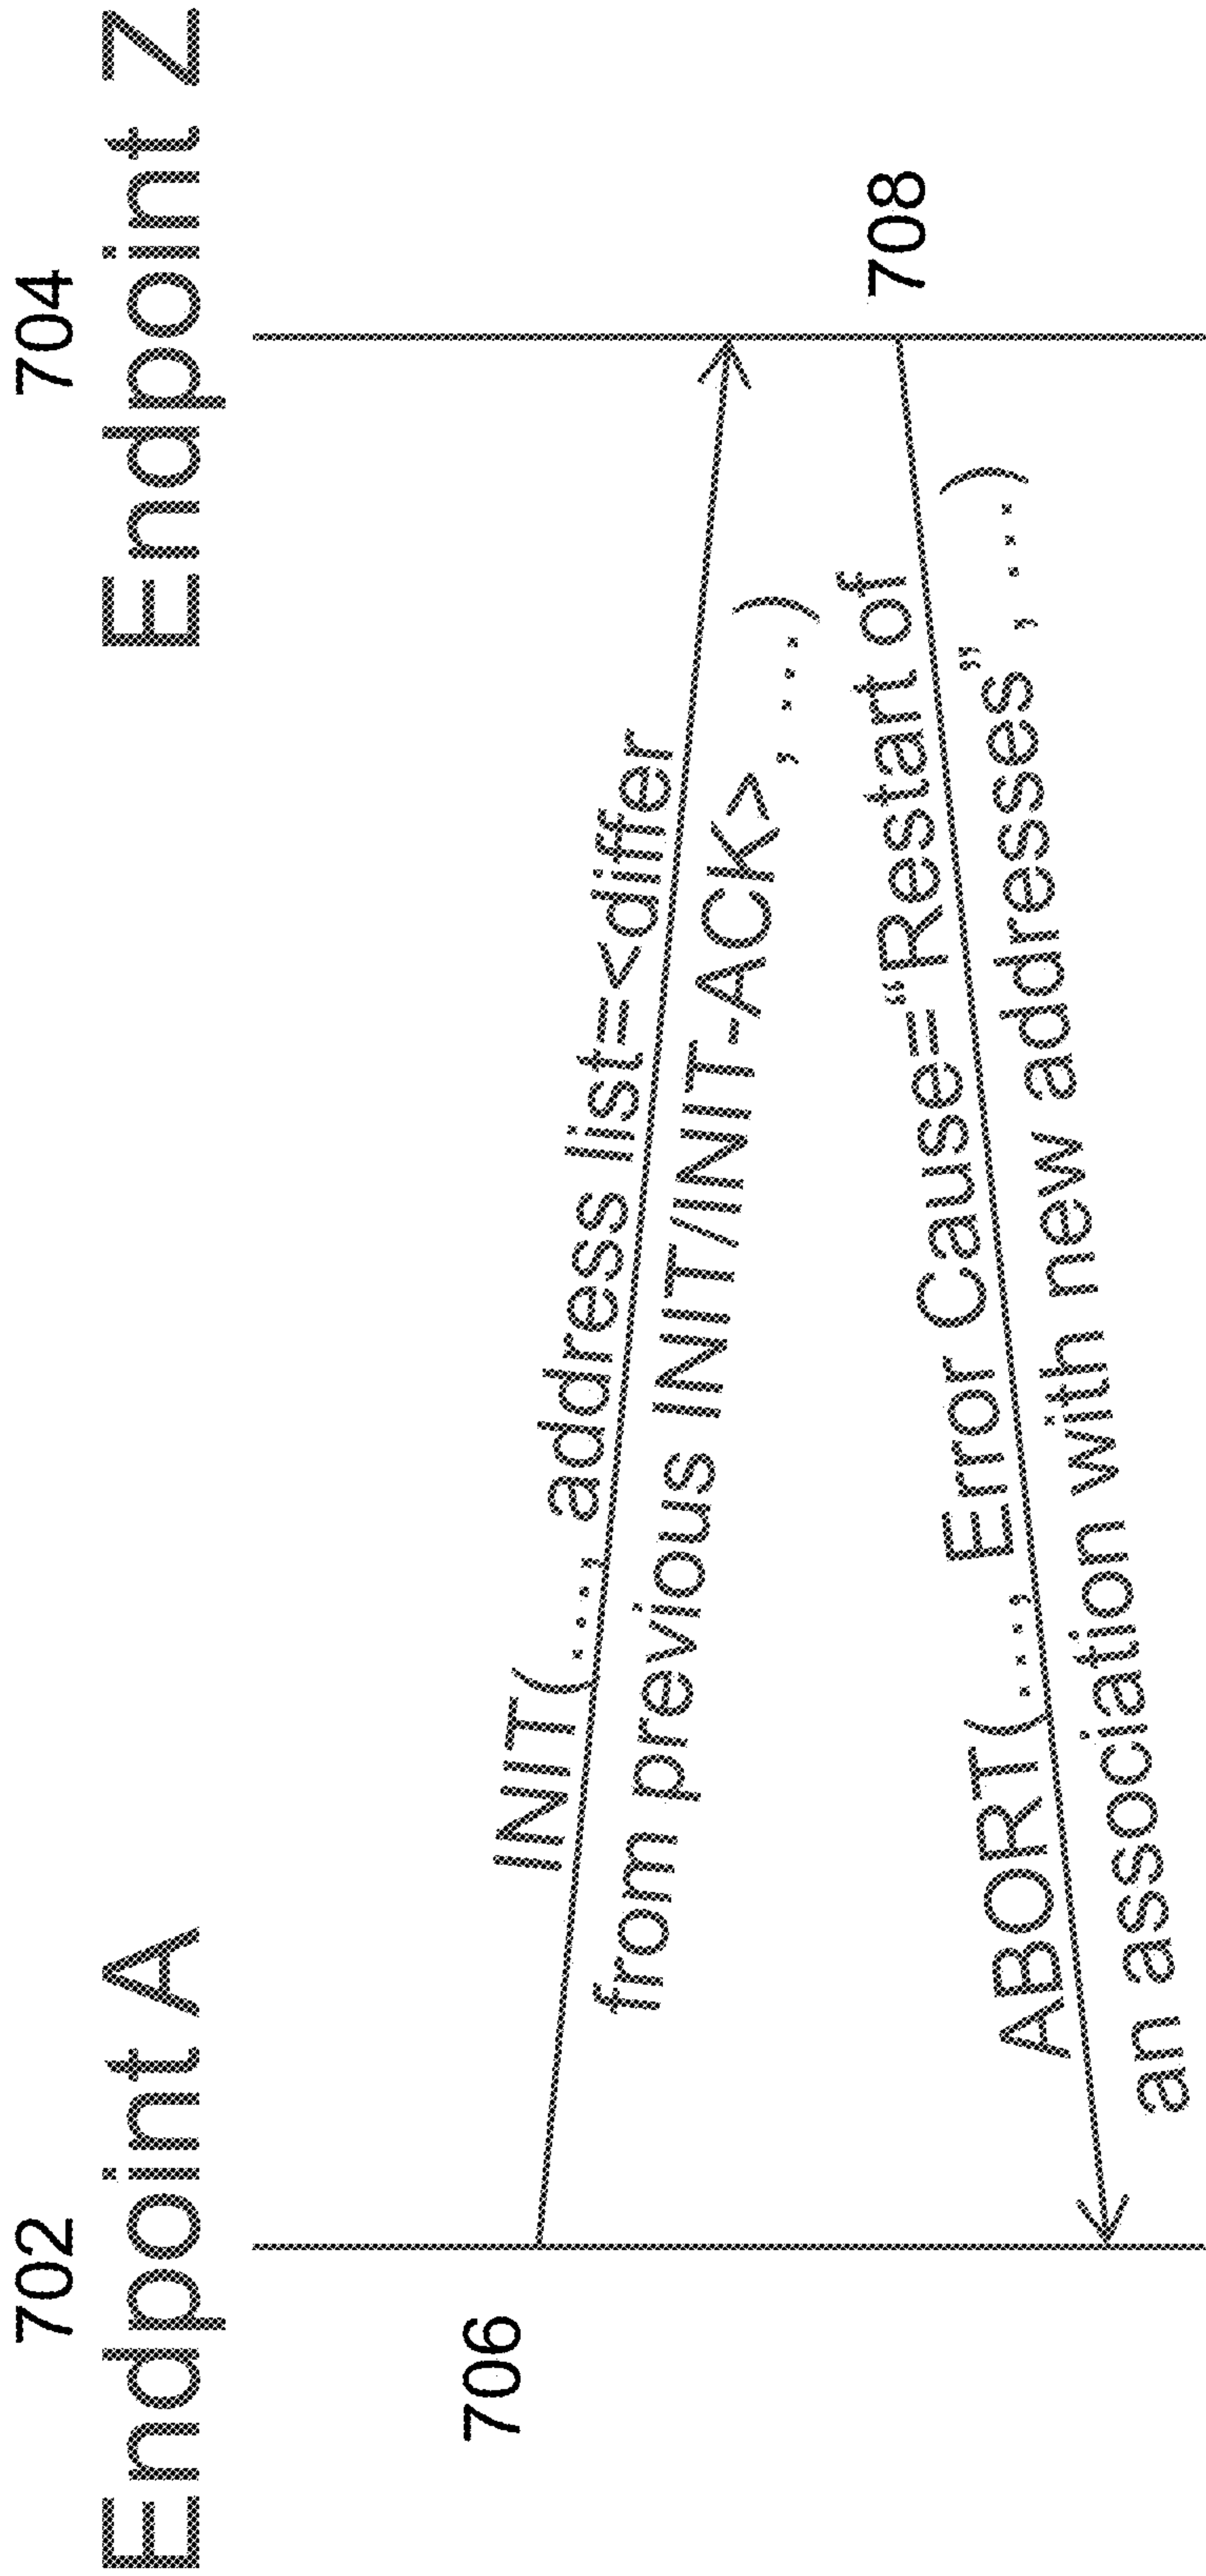 702
Endpoint A
704
Endpoint Z
706
INIT(..., address list=<differ
from previous INIT/INIT-ACK>, ...)
708
ABORT(..., Error Cause=“Restart of
an association with new addresses”, ...)